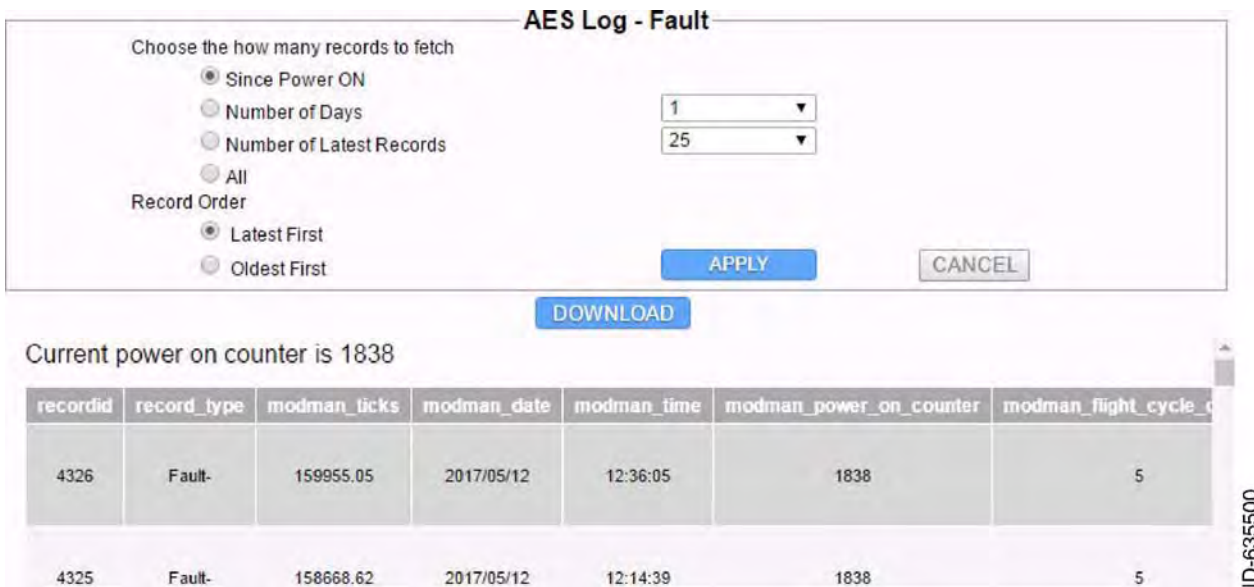 AES Log - Fault
Choose the how many records to fetch
Since Power ON
Number of Days 1
Number of Latest Records 25
All
Record Order
Latest First
Oldest First APPLY CANCEL
DOWNLOAD
Current power on counter is 1838
recordid record_type modman_ticks modman_date modman_time modman_power_on_counter modman_flight_cycle_
4326 Fault- 159955.05 2017/05/12 12:36:05 1838 5
4325 Fault- 158668.62 2017/05/12 12:14:39 1838 5
D-635500